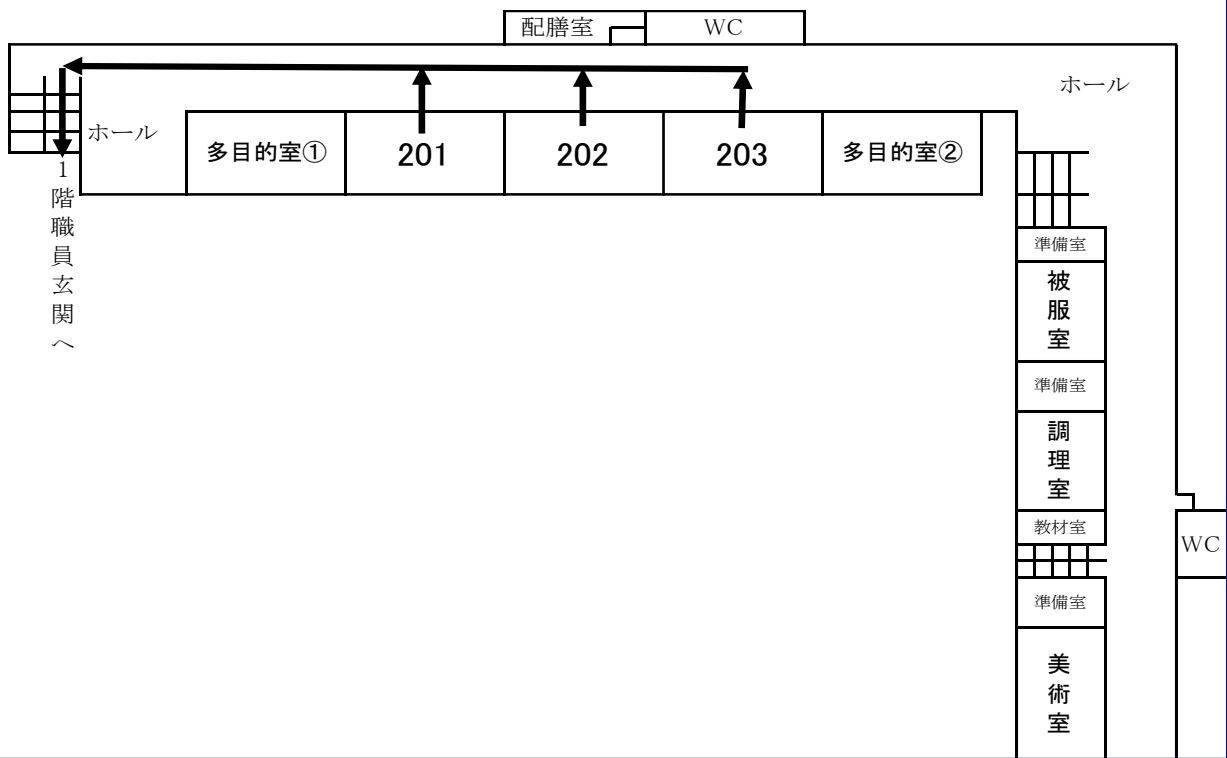 配膳室
WC
ホール
ホール
多目的室①
201
202
203
多目的室②
1階職員玄関へ
準備室
被服室
準備室
調理室
教材室
WC
準備室
美術室